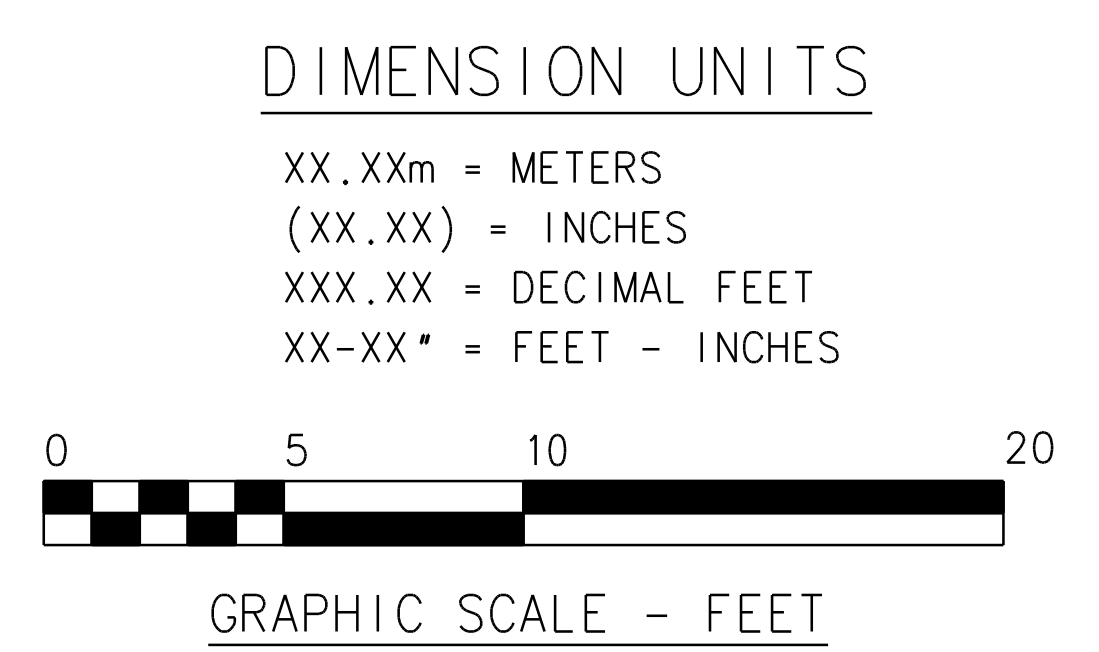 DIMENSION UNITS
XX.XXm = METERS
(XX.XX) = INCHES
XXX.XX = DECIMAL FEET
XX-XX" = FEET - INCHES
0 5 10 20
GRAPHIC SCALE - FEET